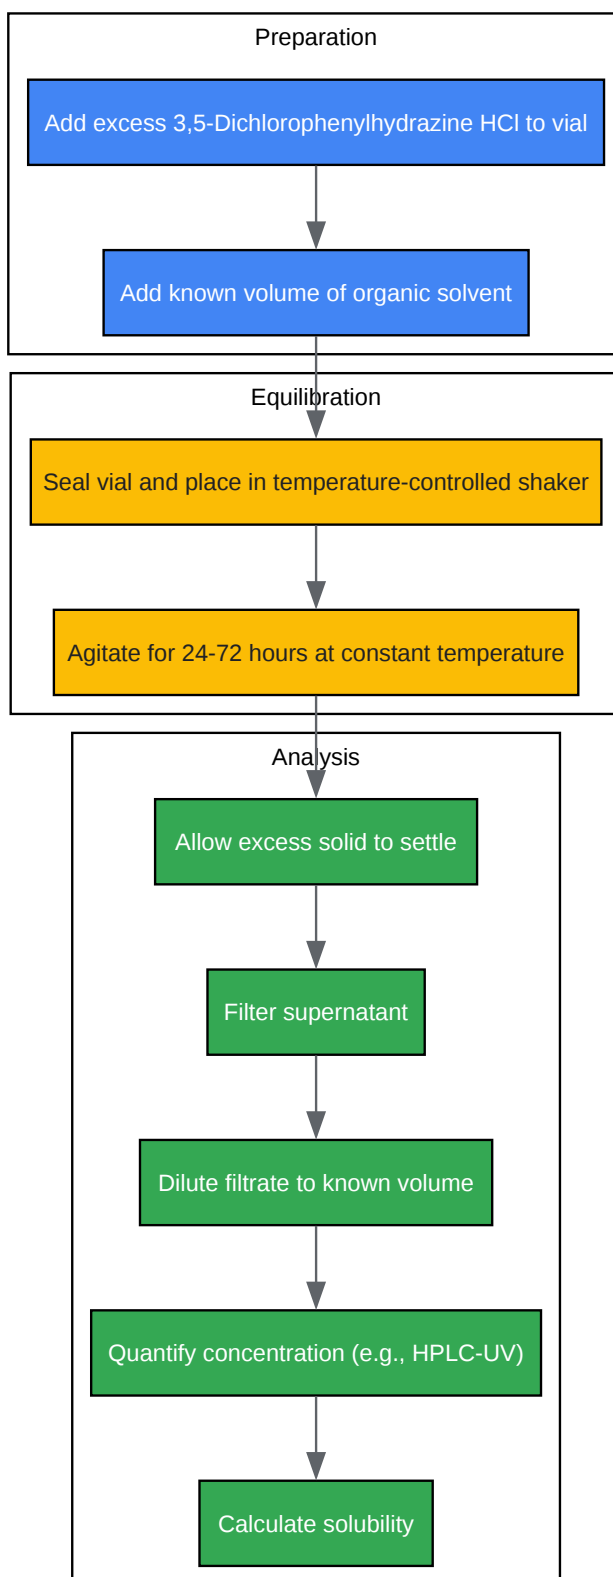 Preparation
Add excess 3,5-Dichlorophenylhydrazine HCl to vial
Add known volume of organic solvent
Equilibration
Seal vial and place in temperature-controlled shaker
Agitate for 24-72 hours at constant temperature
Analysis
Allow excess solid to settle
Filter supernatant
Dilute filtrate to known volume
Quantify concentration (e.g., HPLC-UV)
Calculate solubility